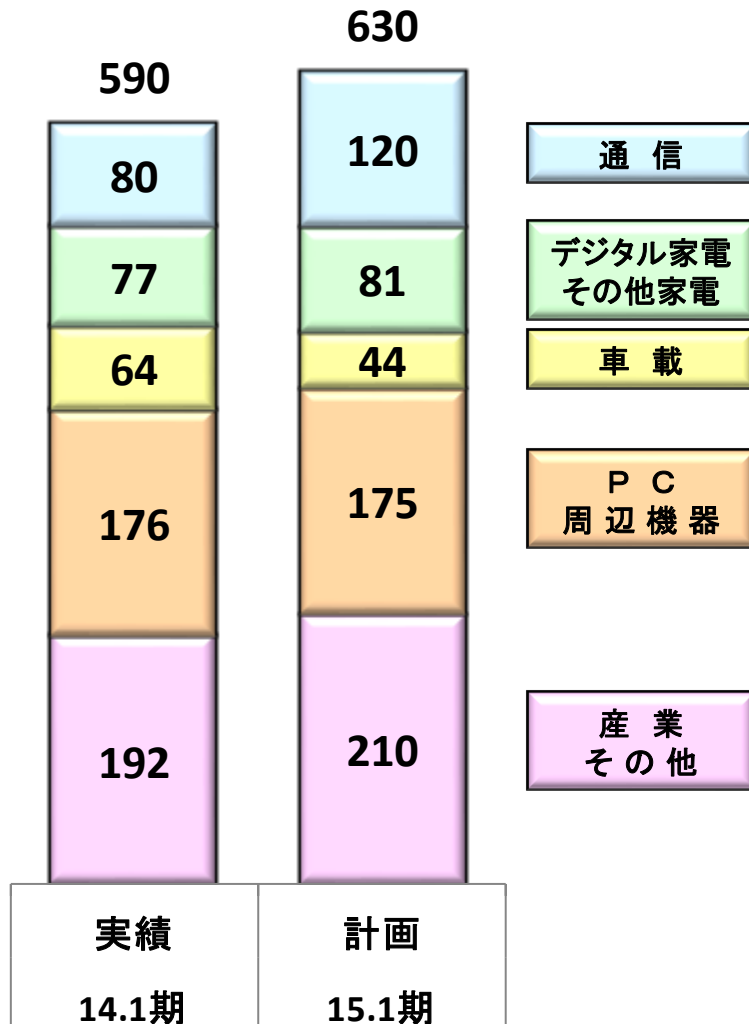 590
630
80
77
64
176
192
120
81
44
175
210
通 信
デジタル家電
その他家電
車 載
Ｐ Ｃ
周 辺 機 器
産 業
そ の 他
実績
計画
14.1期
15.1期